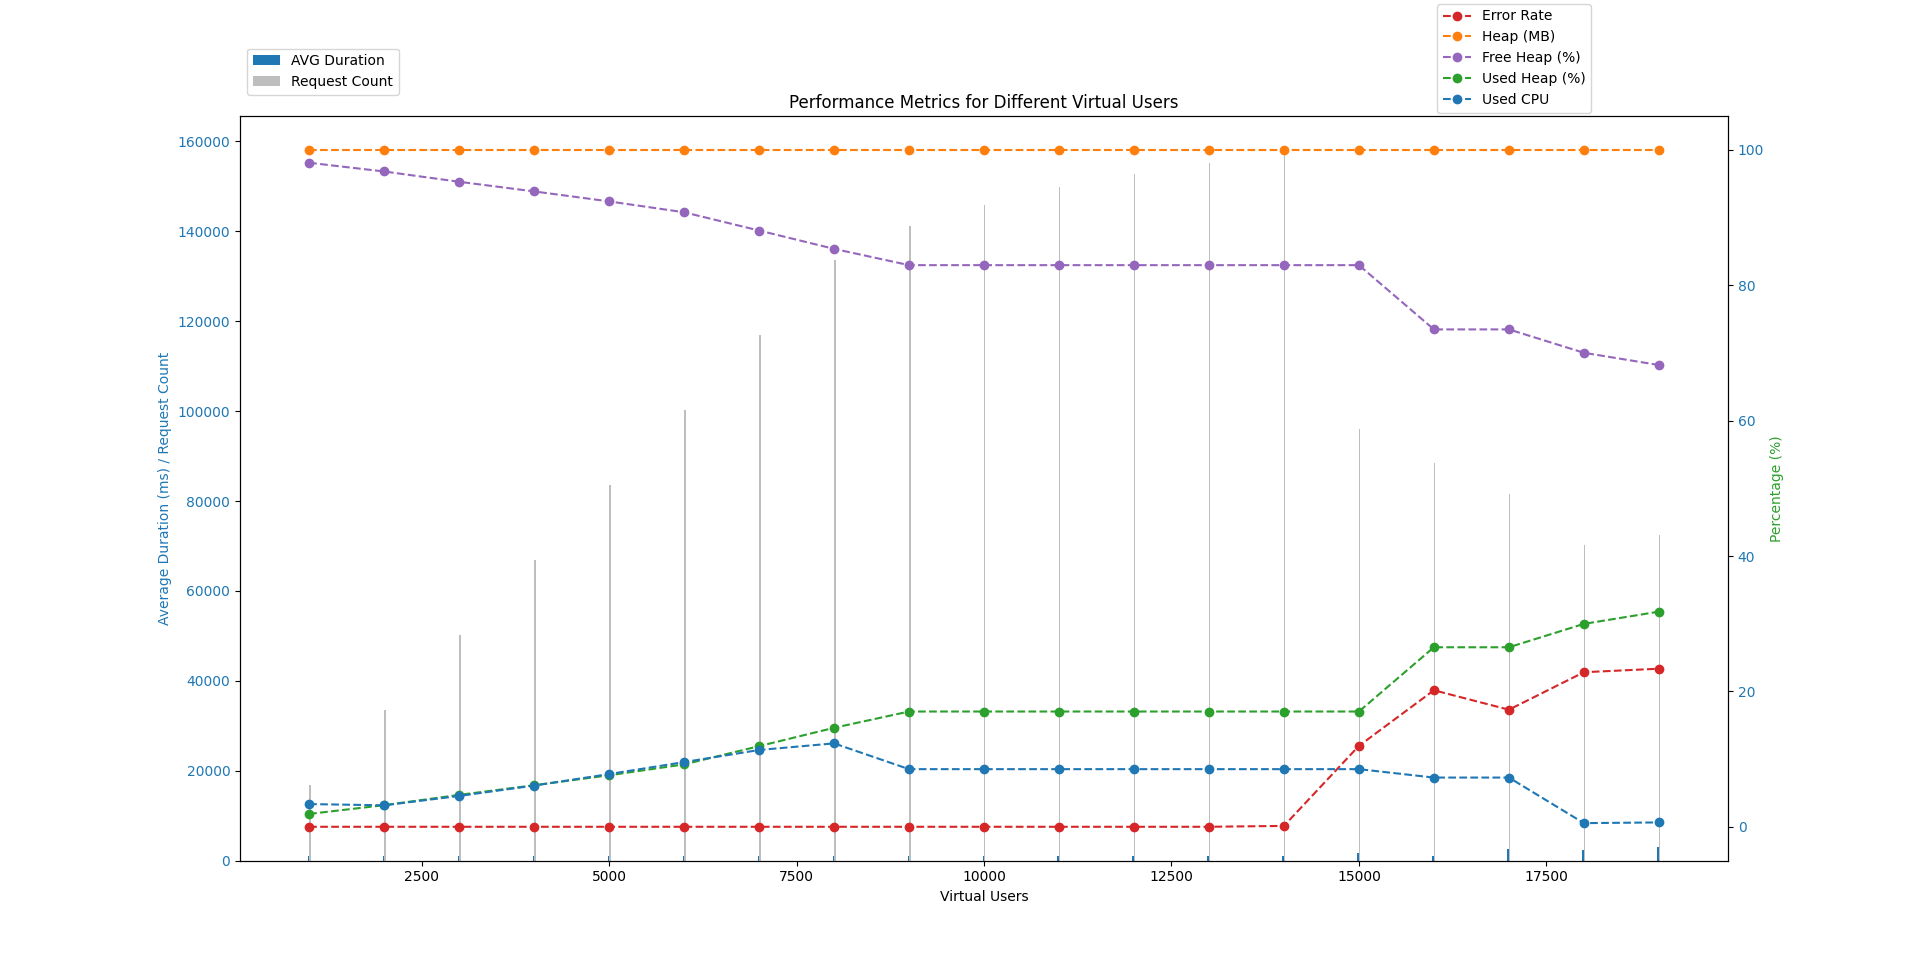 Error Rate
Heap (MB)
Free Heap (%)
Used Heap (%)
Used CPU
AVG Duration
Request Count
Performance Metrics for Different Virtual Users
160000
140000
120000
100000
80000
60000
40000
20000
0
Average Duration (ms) / Request Count
100
80
60
40
20
0
Percentage (%)
2500
5000
7500
10000
12500
15000
17500
Virtual Users